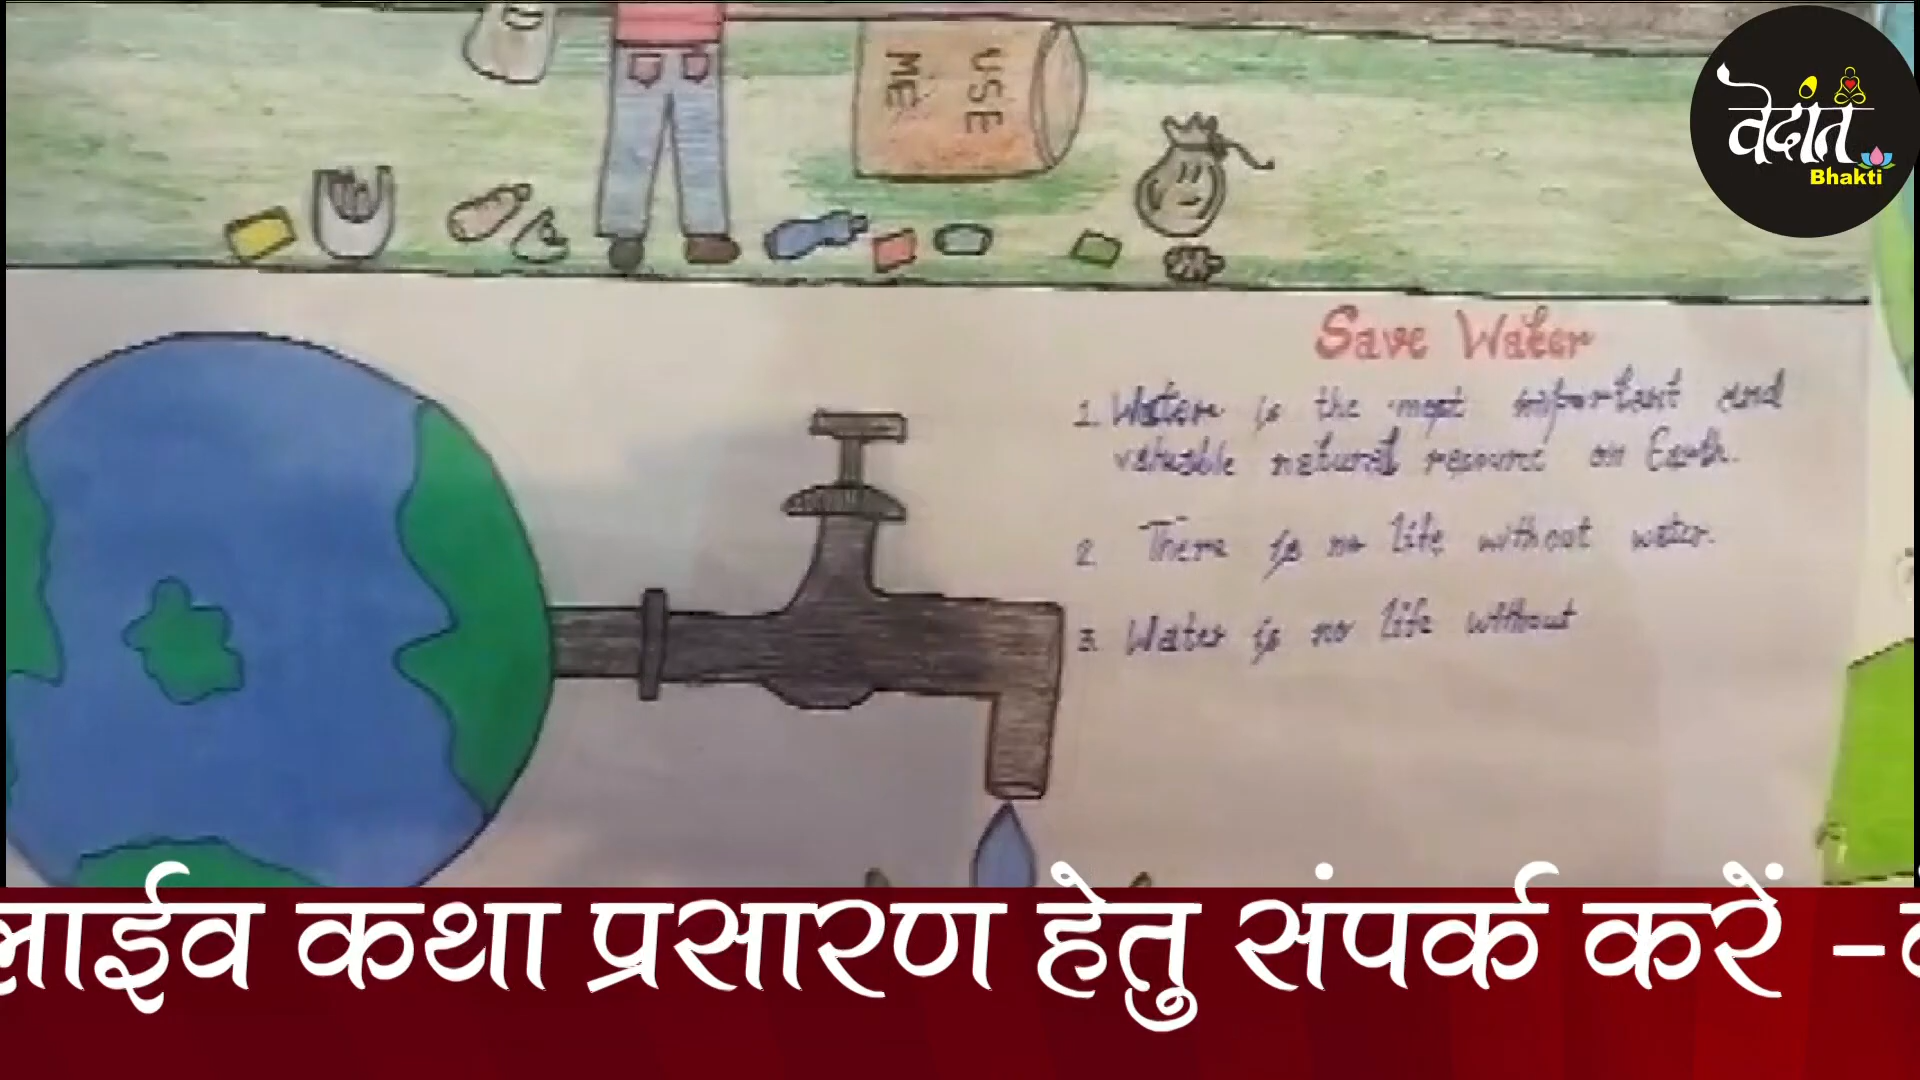 USE
ME
वेदांत
Bhakti
Save Water
1. Water is the most important and
valuable natural resource on Earth.
2. There is no life without water.
3. Water is no life without
लाईव कथा प्रसारण हेतु संपर्क करें -